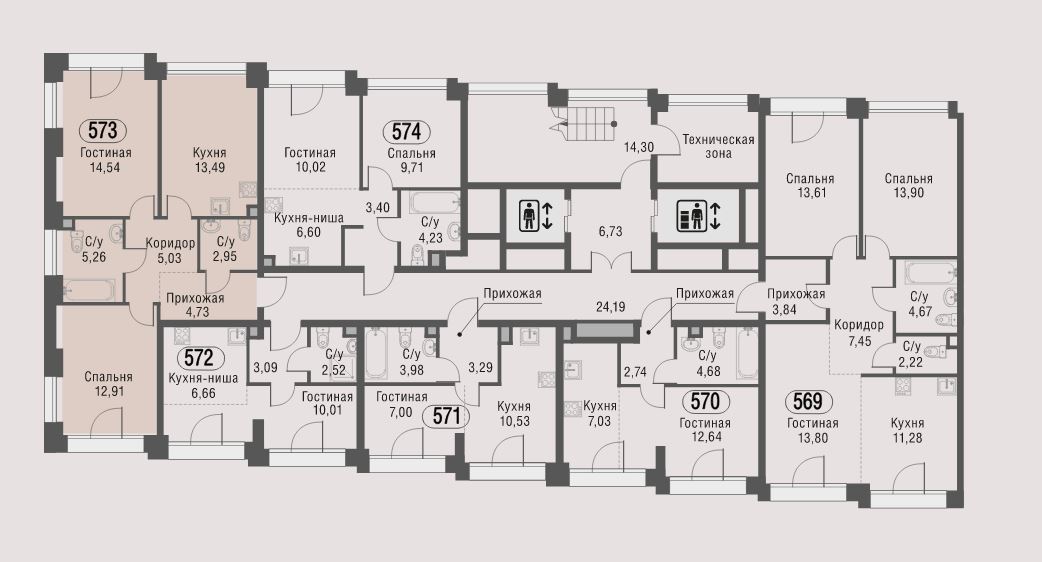 573
Гостиная
14,54
Кухня
13,49
Гостиная
10,02
574
Спальня
9,71
14,30
Техническая
зона
Спальня
13,61
Спальня
13,90
С/у
5,26
Коридор
5,03
С/у
2,95
Кухня-ниша
6,60
3,40
С/у
4,23
6,73
Прихожая
4,73
Прихожая
24,19
Прихожая
Прихожая
3,84
С/у
4,67
Коридор
7,45
С/у
2,22
Спальня
12,91
572
Кухня-ниша
6,66
3,09
С/у
2,52
Гостиная
10,01
С/у
3,98
3,29
Гостиная
7,00
571
Кухня
10,53
2,74
С/у
4,68
Кухня
7,03
570
Гостиная
12,64
569
Гостиная
13,80
Кухня
11,28